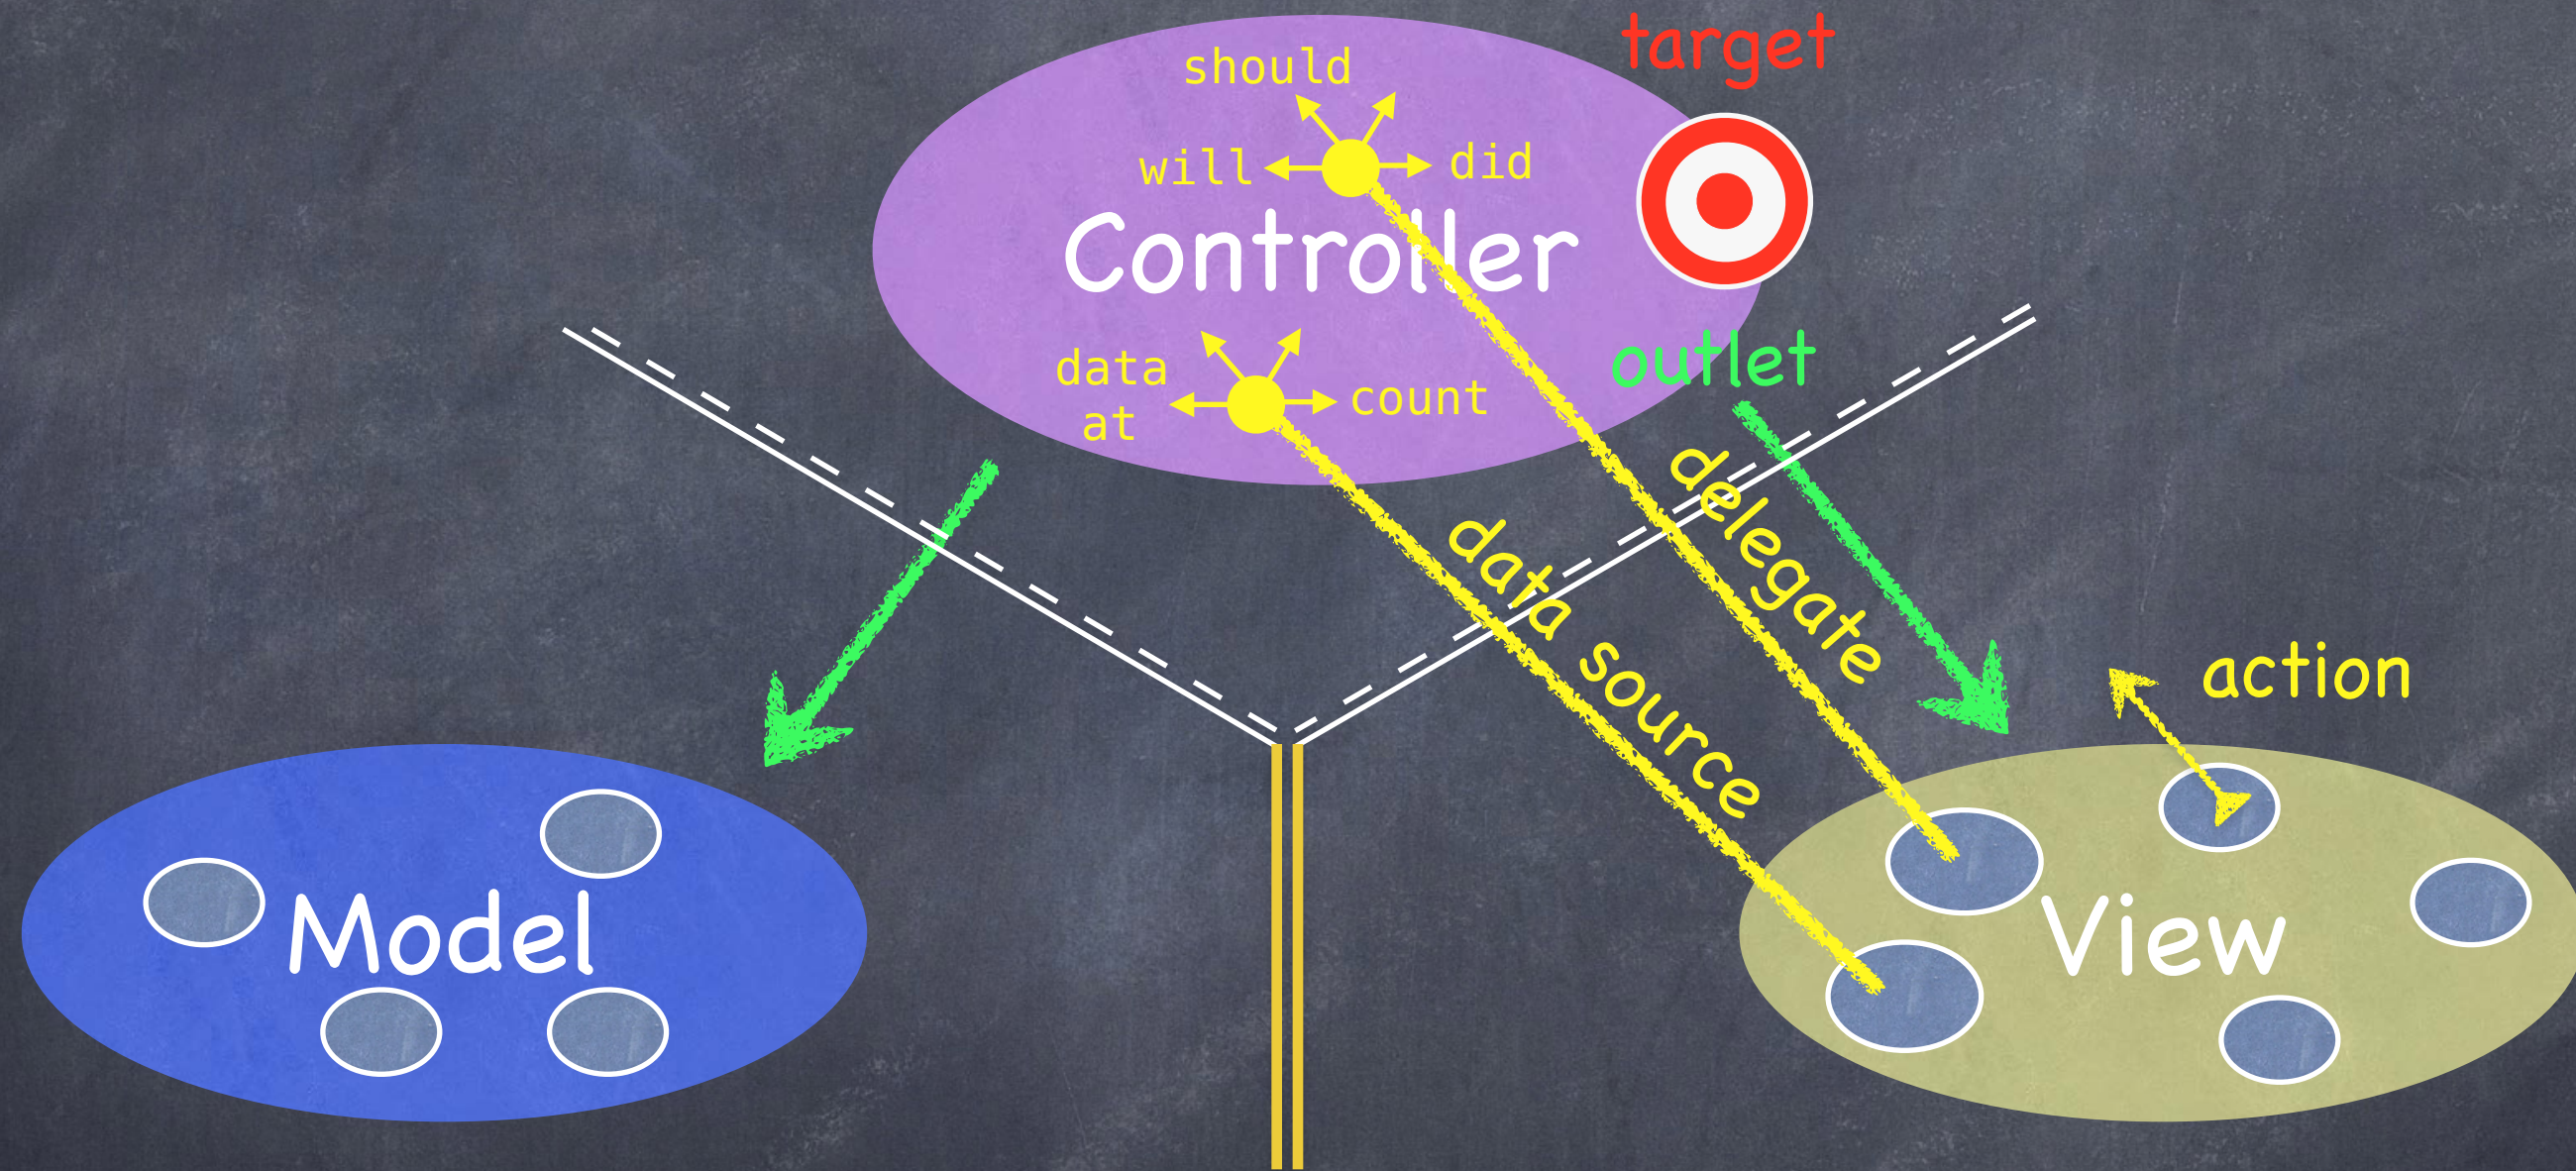 target
should
will
did
Controller
data
at
count
outlet
delegate
data source
action
Model
View